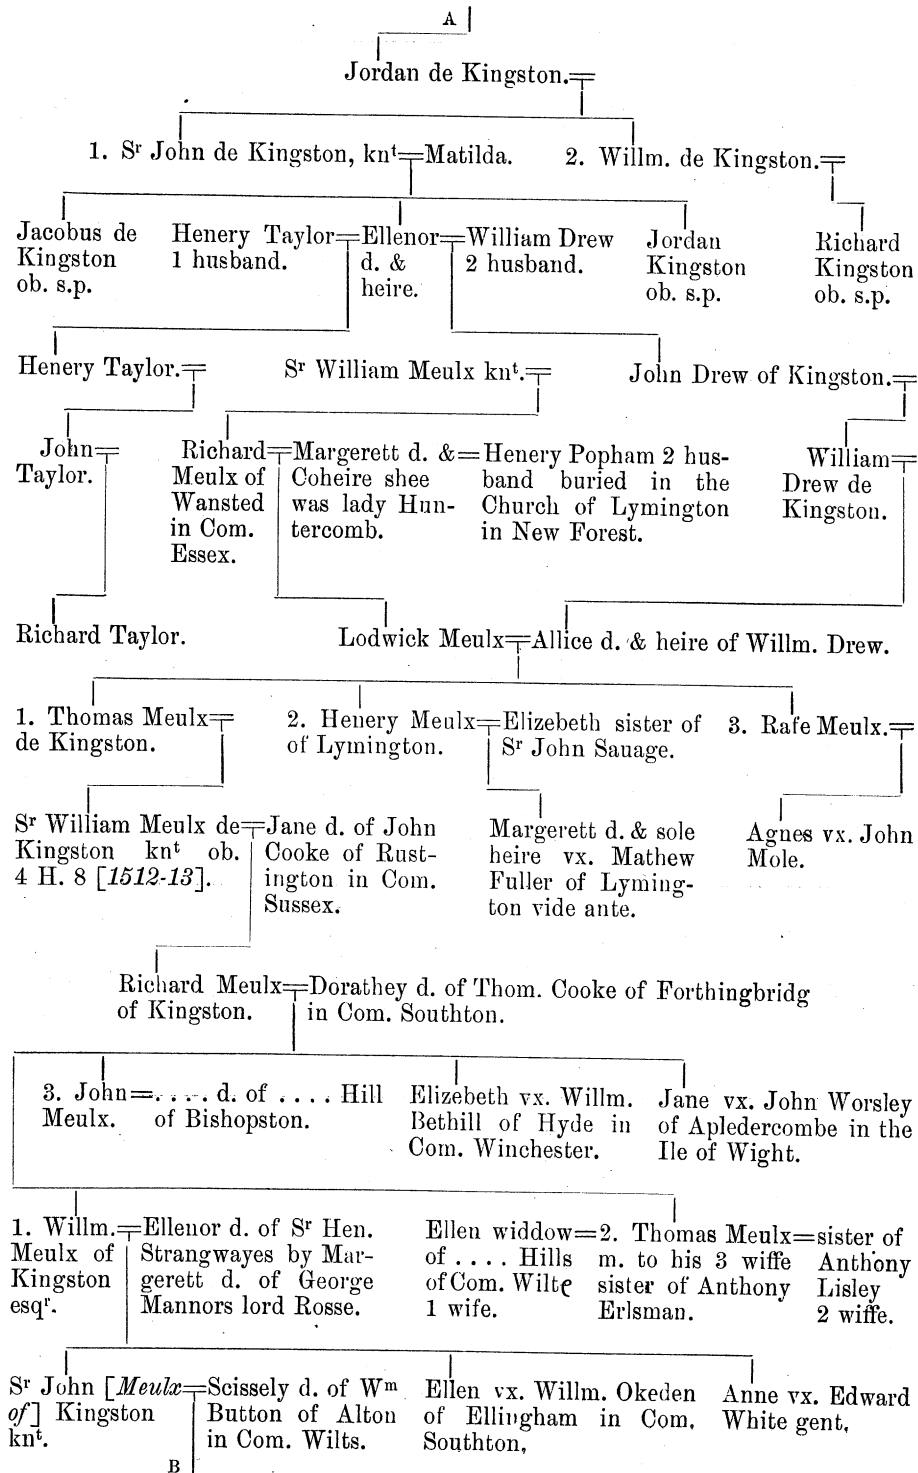 A
Jordan de Kingston.
1. Sʳ John de Kingston, knᵗ=Matilda. 2. Willm. de Kingston.=
Jacobus de
Kingston
ob. s.p.
Henery Taylor
1 husband.
=Ellenor=
d. &
heire.
William Drew
2 husband.
Jordan
Kingston
ob. s.p.
Richard
Kingston
ob. s.p.
Henery Taylor.=
Sʳ William Meulx knᵗ.=
John Drew of Kingston.=
John=
Taylor.
Richard=
Meulx of
Wansted
in Com.
Essex.
Margerett d. &=
Coheire shee
was lady Hun-
tercomb.
Henery Popham 2 hus-
band buried in the
Church of Lymington
in New Forest.
William=
Drew de
Kingston.
Richard Taylor.
Lodwick Meulx=Allice d. & heire of Willm. Drew.
1. Thomas Meulx=
de Kingston.
2. Henery Meulx=
of Lymington.
Elizebeth sister of
Sʳ John Sauage.
3. Rafe Meulx.=
Sʳ William Meulx de=
Kingston knᵗ ob.
4 H. 8 [1512-13].
Jane d. of John
Cooke of Rust-
ington in Com.
Sussex.
Margerett d. & sole
heire vx. Mathew
Fuller of Lyming-
ton vide ante.
Agnes vx. John
Mole.
Richard Meulx=
of Kingston.
Dorathey d. of Thom. Cooke of Forthingbridg
in Com. Southton.
3. John=
Meulx.
. . . . d. of . . . . Hill
of Bishopston.
Elizebeth vx. Willm.
Bethill of Hyde in
Com. Winchester.
Jane vx. John Worsley
of Apledercombe in the
Ile of Wight.
1. Willm.=
Meulx of
Kingston
esqʳ.
Ellenor d. of Sʳ Hen.
Strangwayes by Mar-
gerett d. of George
Mannors lord Rosse.
Ellen widdow=
of . . . . Hills
of Com. Wiltꝭ
1 wife.
2. Thomas Meulx=
m. to his 3 wiffe
sister of Anthony
Erlsman.
sister of
Anthony
Lisley
2 wiffe.
Sʳ John [Meulx=
of] Kingston
knᵗ.
Scissely d. of Wᵐ
Button of Alton
in Com. Wilts.
Ellen vx. Willm. Okeden
of Ellingham in Com,
Southton,
Anne vx. Edward
White gent,
B